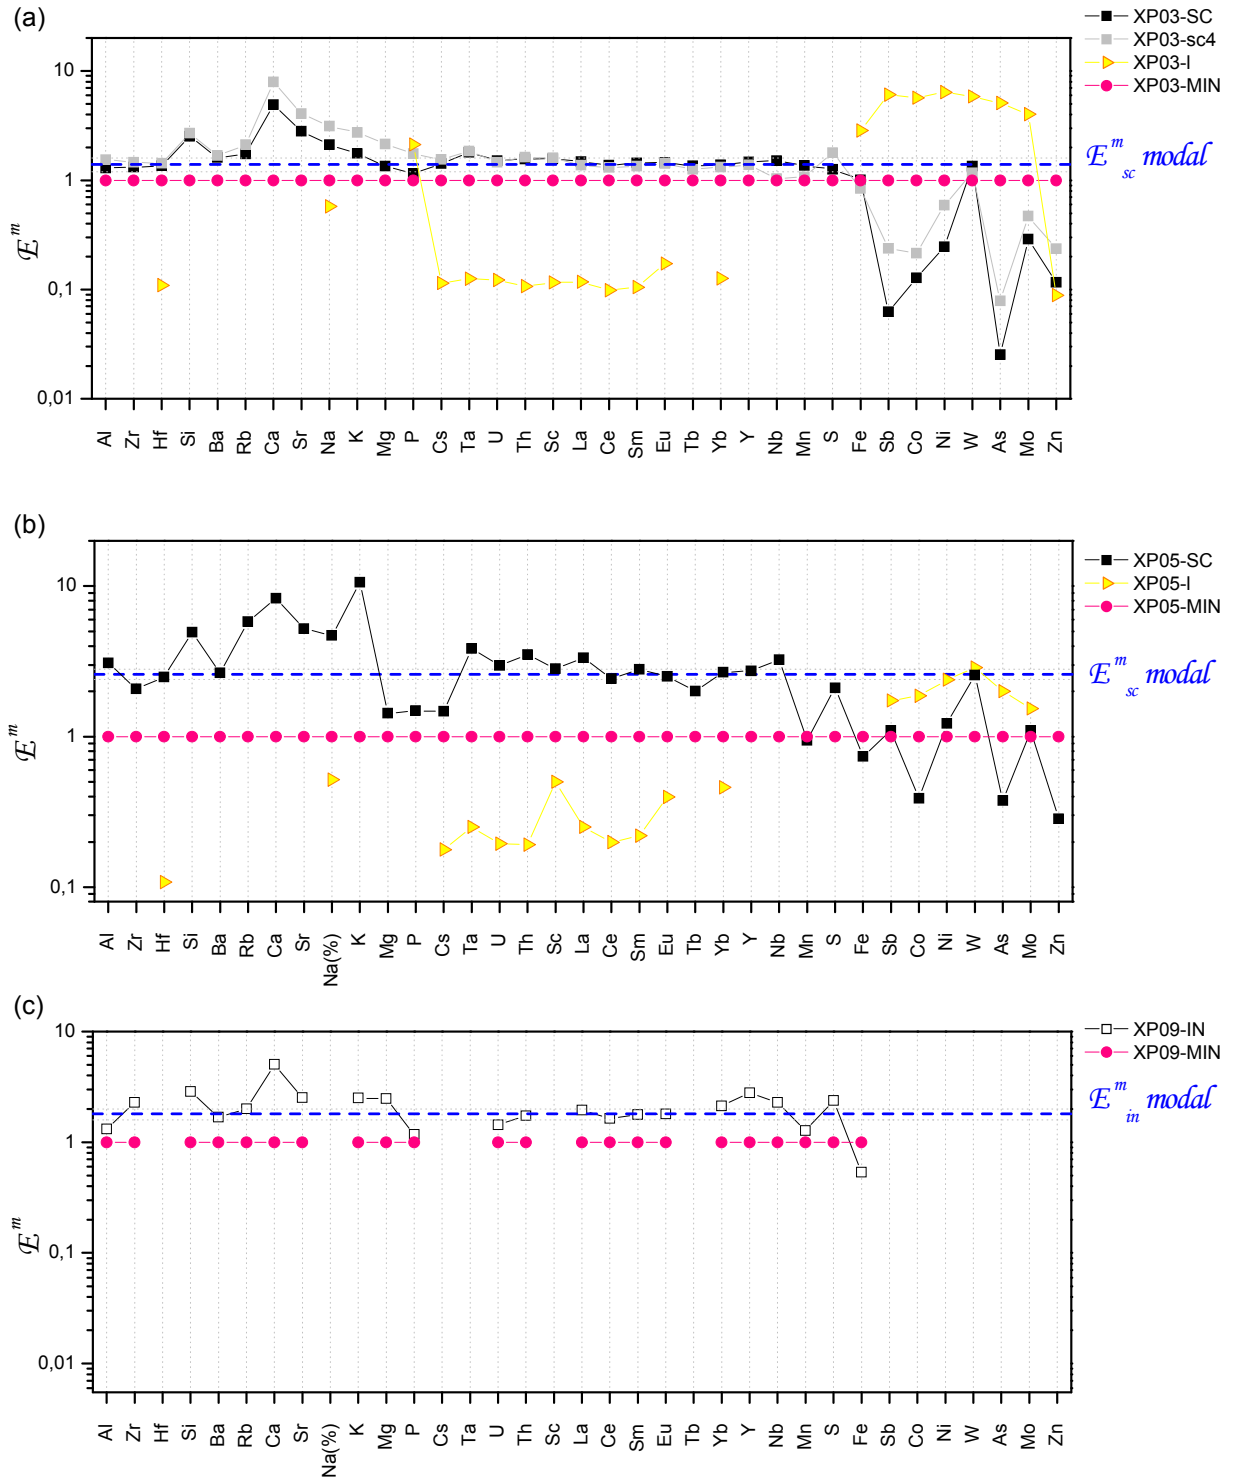 (a)
XP03-SC
XP03-sc4
XP03-I
XP03-MIN
10
1
0,1
0,01
E^m
E^m_sc modal
Al Zr Hf Si Ba Rb Ca Sr Na K Mg P Cs Ta U Th Sc La Ce Sm Eu Tb Yb Y Nb Mn S Fe Sb Co Ni W As Mo Zn
(b)
XP05-SC
XP05-I
XP05-MIN
10
1
0,1
E^m
E^m_sc modal
Al Zr Hf Si Ba Rb Ca Sr Na(%) K Mg P Cs Ta U Th Sc La Ce Sm Eu Tb Yb Y Nb Mn S Fe Sb Co Ni W As Mo Zn
(c)
XP09-IN
XP09-MIN
10
1
0,1
0,01
E^m
E^m_in modal
Al Zr Hf Si Ba Rb Ca Sr Na(%) K Mg P Cs Ta U Th Sc La Ce Sm Eu Tb Yb Y Nb Mn S Fe Sb Co Ni W As Mo Zn